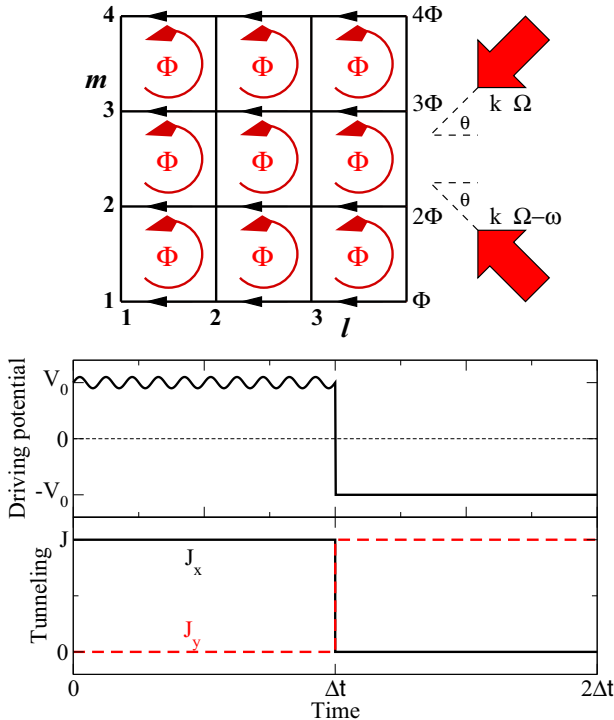 4 4Φ
Φ Φ Φ
m
k Ω
3 3Φ
θ
Φ Φ Φ
θ
2 2Φ
k Ω−ω
Φ Φ Φ
1 Φ
1 2 3
l
Driving potential
V0
0
-V0
Tunneling
J
Jx
Jy
0
0 Δt 2Δt
Time